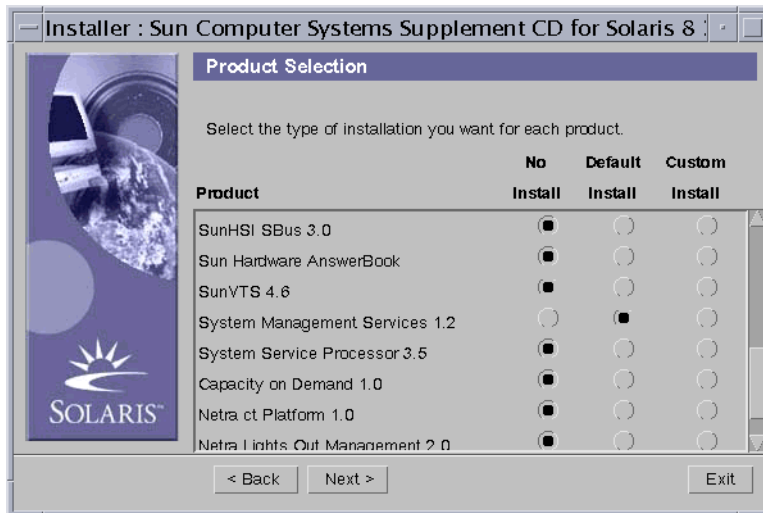 Installer : Sun Computer Systems Supplement CD for Solaris 8
Product Selection
Select the type of installation you want for each product.
No Default Custom
Product Install Install Install
SunHSI SBus 3.0
Sun Hardware AnswerBook
SunVTS 4.6
System Management Services 1.2
System Service Processor 3.5
Capacity on Demand 1.0
Netra ct Platform 1.0
Netra Lights Out Management 2.0
SOLARIS™
< Back Next > Exit